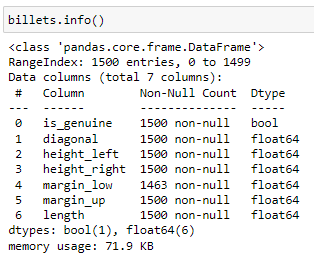 billets.info()
<class 'pandas.core.frame.DataFrame'>
RangeIndex: 1500 entries, 0 to 1499
Data columns (total 7 columns):
 #   Column        Non-Null Count  Dtype
---  ------        --------------  -----
 0   is_genuine    1500 non-null   bool
 1   diagonal      1500 non-null   float64
 2   height_left   1500 non-null   float64
 3   height_right  1500 non-null   float64
 4   margin_low    1463 non-null   float64
 5   margin_up     1500 non-null   float64
 6   length        1500 non-null   float64
dtypes: bool(1), float64(6)
memory usage: 71.9 KB